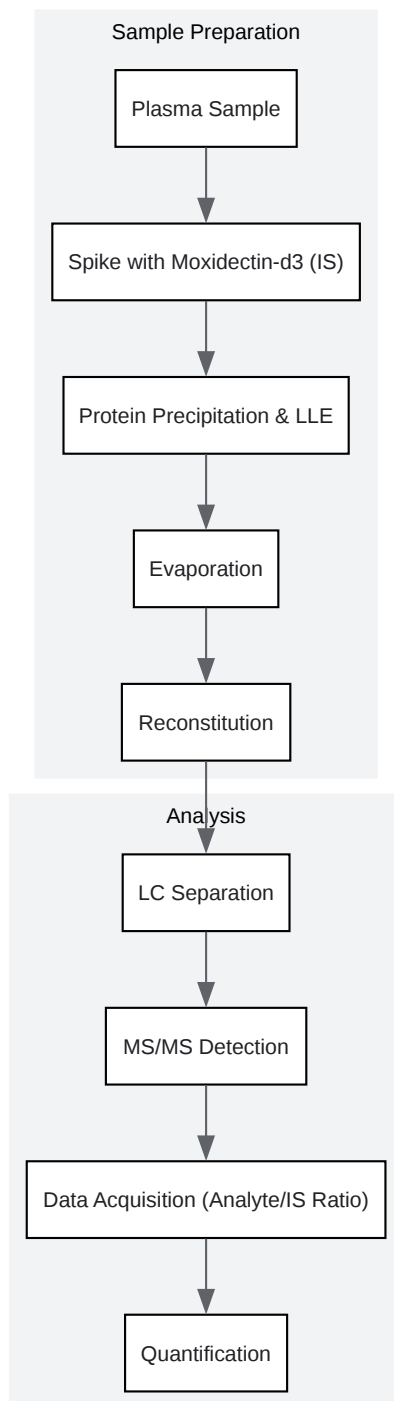 Sample Preparation
Plasma Sample
Spike with Moxidectin-d3 (IS)
Protein Precipitation & LLE
Evaporation
Reconstitution
Analysis
LC Separation
MS/MS Detection
Data Acquisition (Analyte/IS Ratio)
Quantification